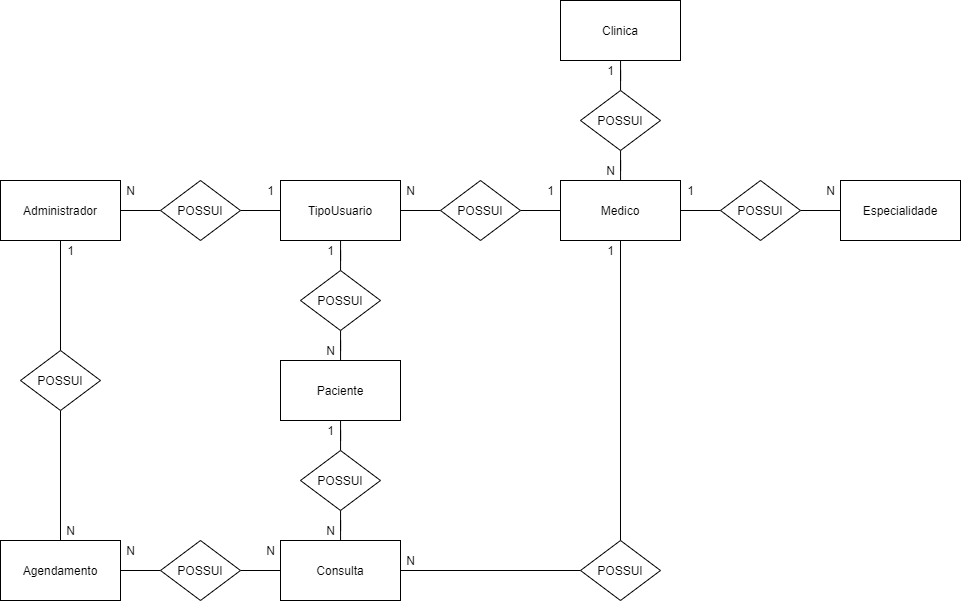 Clinica
1
POSSUI
N
Administrador
N
POSSUI
1
TipoUsuario
N
POSSUI
1
Medico
1
POSSUI
N
Especialidade
1
1
1
POSSUI
N
POSSUI
Paciente
1
POSSUI
N
N
Agendamento
N
POSSUI
N
Consulta
N
POSSUI